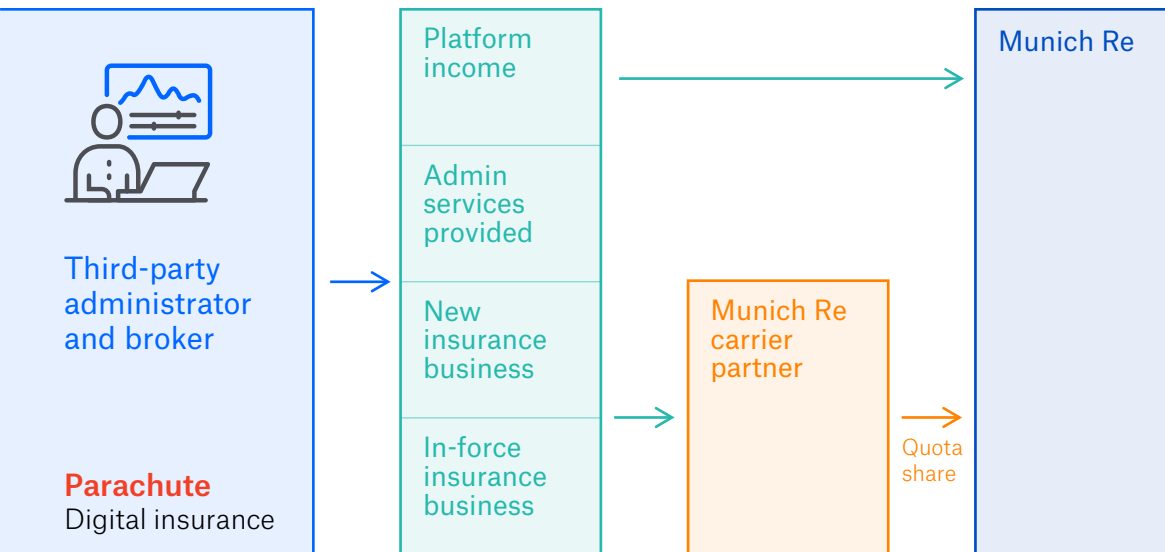 Third-party
administrator
and broker
Parachute
Digital insurance
Platform
income
Admin
services
provided
New
insurance
business
In-force
insurance
business
Munich Re
carrier
partner
Quota
share
Munich Re